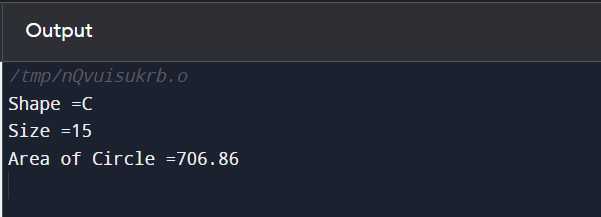 Output
/tmp/nQvuisukrb.o
Shape =C
Size =15
Area of Circle =706.86